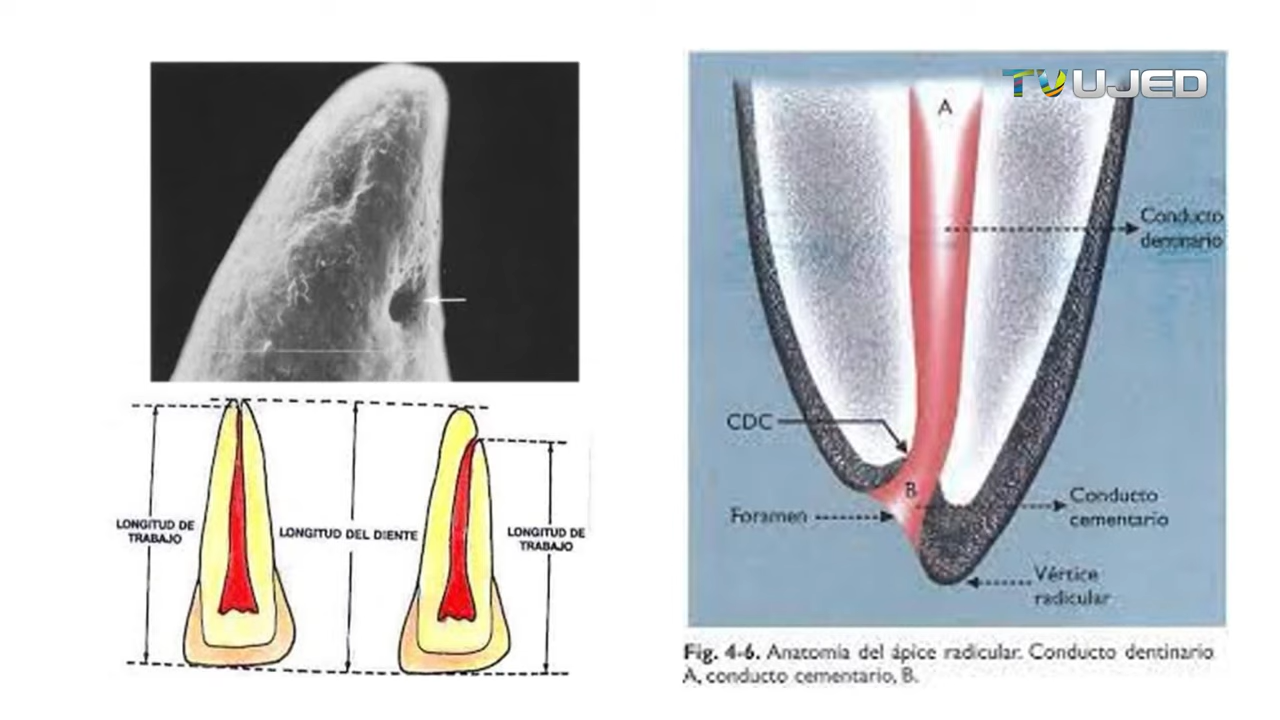 TVUJED
A
Conducto
dentinario
CDC
B
Foramen
Conducto
cementario
Vértice
radicular
LONGITUD DE
TRABAJO
LONGITUD DEL DIENTE
LONGITUD DE
TRABAJO
Fig. 4-6. Anatomía del ápice radicular. Conducto dentinario
A, conducto cementario, B.